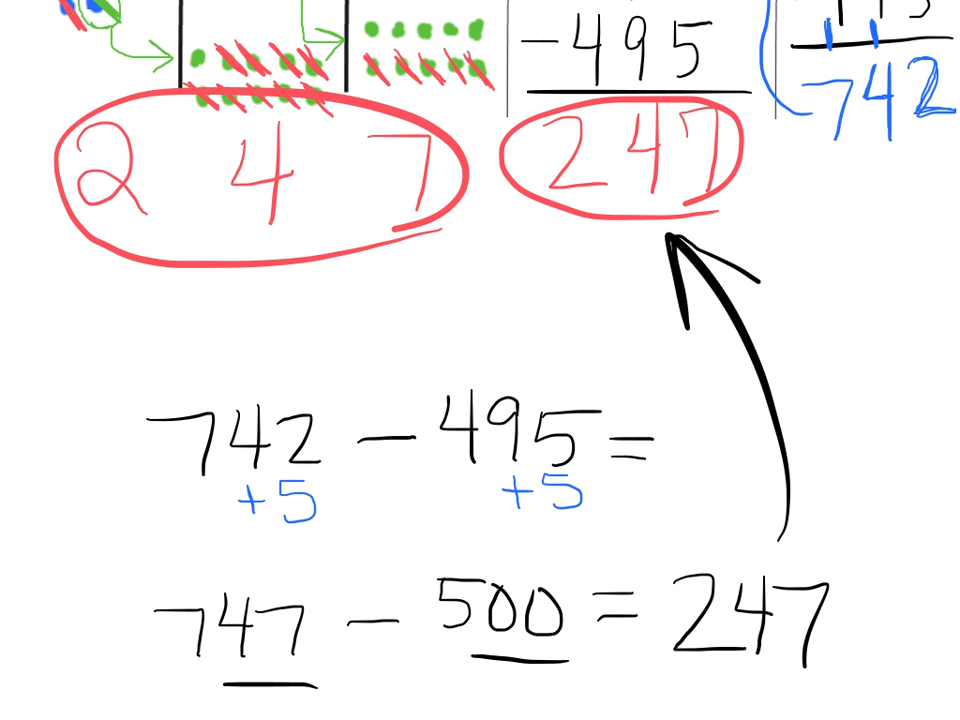 -495
742
2 4 7
247
742 - 495 =
+5 +5
747 - 500 = 247